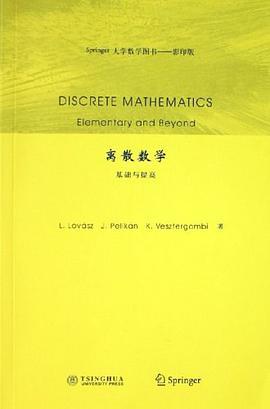 Springer 大学数学图书——影印版
DISCRETE MATHEMATICS
Elementary and Beyond
离散数学
基础与提高
L. Lovász J. Pelikán K. Vesztergombi 著
TSINGHUA
UNIVERSITY PRESS
Springer